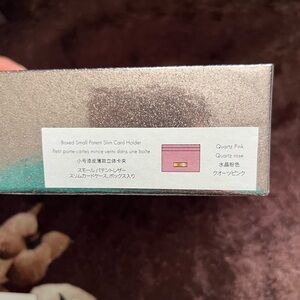 Boxed Small Patent Slim Card Holder
Petit porte-cartes mince verni dans une boîte
小号漆皮薄款立体卡夹
スモール パテントレザー
スリムカードケース、ボックス入り
Quartz Pink
Quartz rose
水晶粉色
クオーツピンク